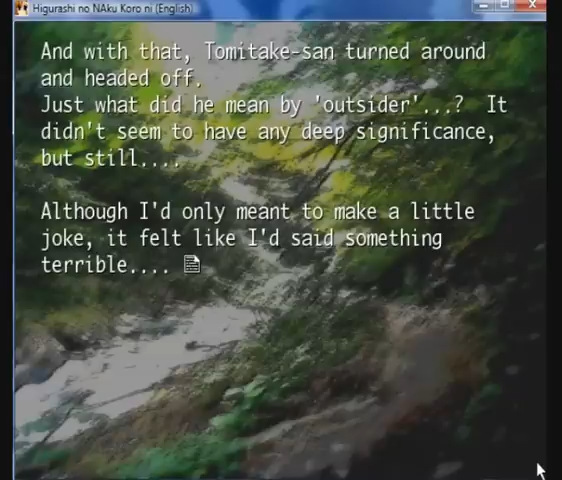 Higurashi no NAku Koro ni (English)
And with that, Tomitake-san turned around
and headed off.
Just what did he mean by 'outsider'...?  It
didn't seem to have any deep significance,
but still....
Although I'd only meant to make a little
joke, it felt like I'd said something
terrible....